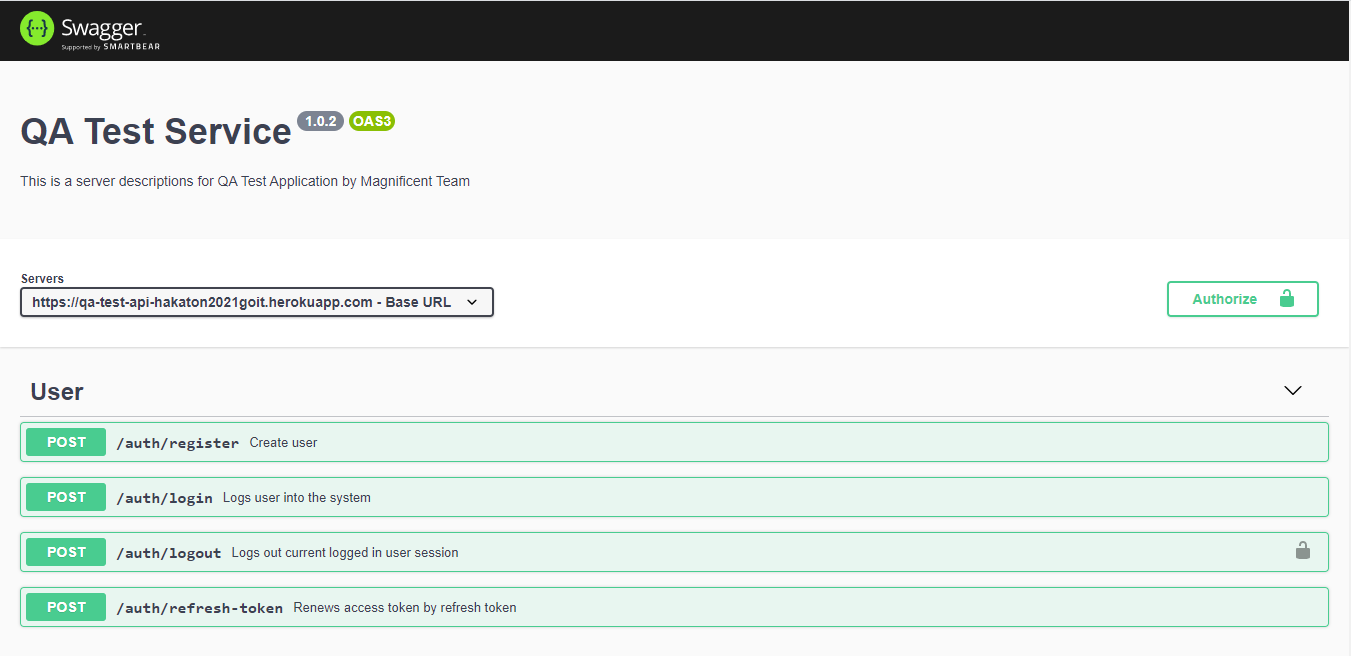 {···} Swagger
Supported by SMARTBEAR
QA Test Service 1.0.2 OAS3
This is a server descriptions for QA Test Application by Magnificent Team
Servers
https://qa-test-api-hakaton2021goit.herokuapp.com - Base URL
Authorize
User
POST /auth/register Create user
POST /auth/login Logs user into the system
POST /auth/logout Logs out current logged in user session
POST /auth/refresh-token Renews access token by refresh token